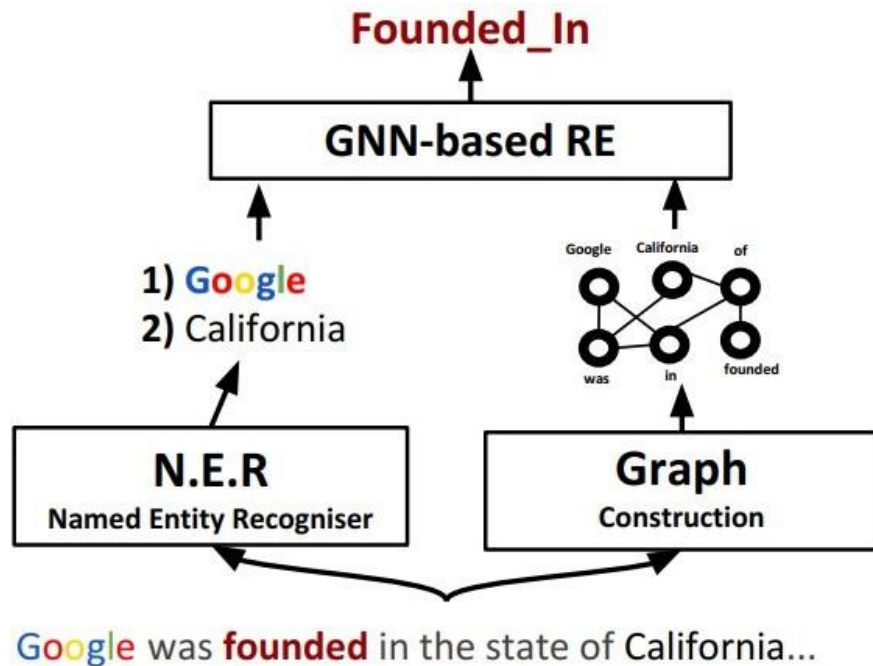 Founded_In
GNN-based RE
1) Google
2) California
Google California of
was in founded
N.E.R
Named Entity Recogniser
Graph
Construction
Google was founded in the state of California...